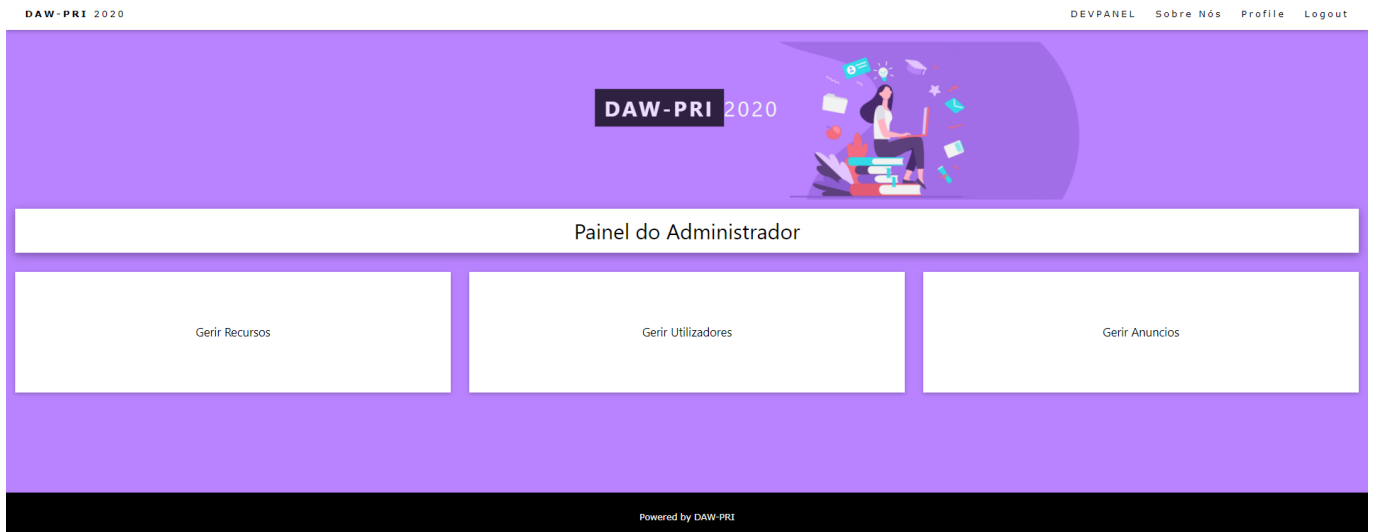 DAW-PRI 2020 DEVPANEL Sobre Nós Profile Logout
DAW-PRI 2020
Painel do Administrador
Gerir Recursos Gerir Utilizadores Gerir Anuncios
Powered by DAW-PRI